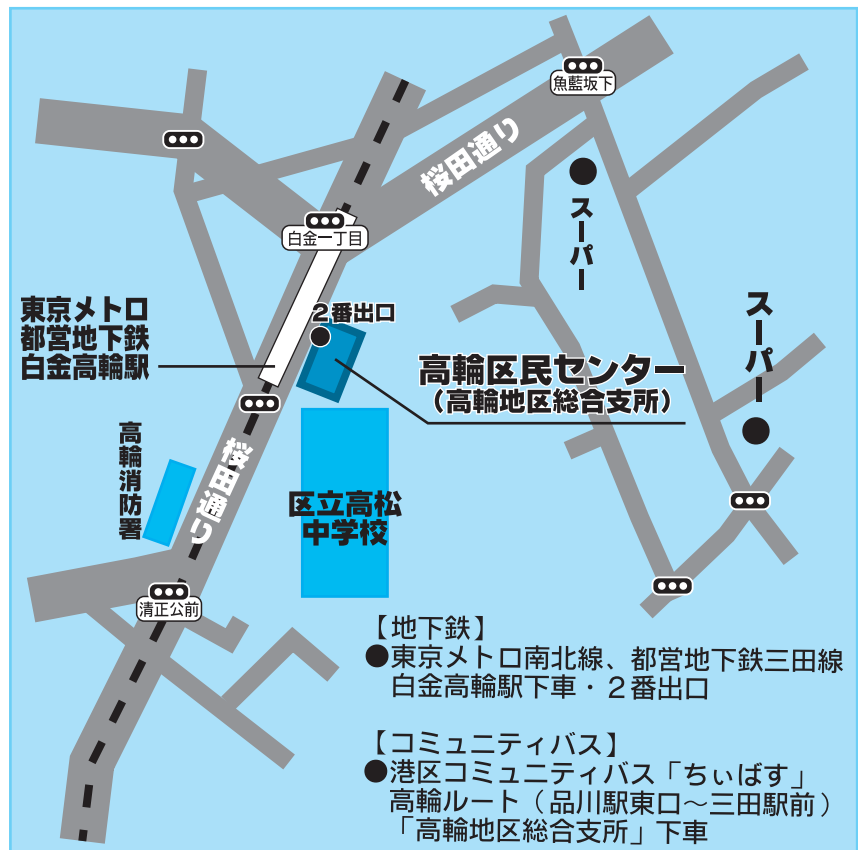 魚藍坂下
桜田通り
スーパー
白金一丁目
東京メトロ
都営地下鉄
白金高輪駅
2番出口
スーパー
高輪区民センター
（高輪地区総合支所）
高輪消防署
桜田通り
区立高松
中学校
清正公前
【地下鉄】
●東京メトロ南北線、都営地下鉄三田線
白金高輪駅下車・２番出口
【コミュニティバス】
●港区コミュニティバス「ちぃばす」
高輪ルート（品川駅東口～三田駅前）
「高輪地区総合支所」下車